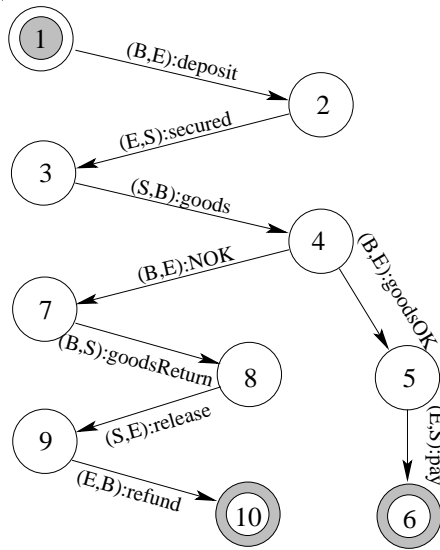 1
(B,E):deposit
2
(E,S):secured
3
(S,B):goods
4
(B,E):NOK
(B,E):goodsOK
7
(B,S):goodsReturn
8
5
(S,E):release
(E,S):pay
9
(E,B):refund
10
6